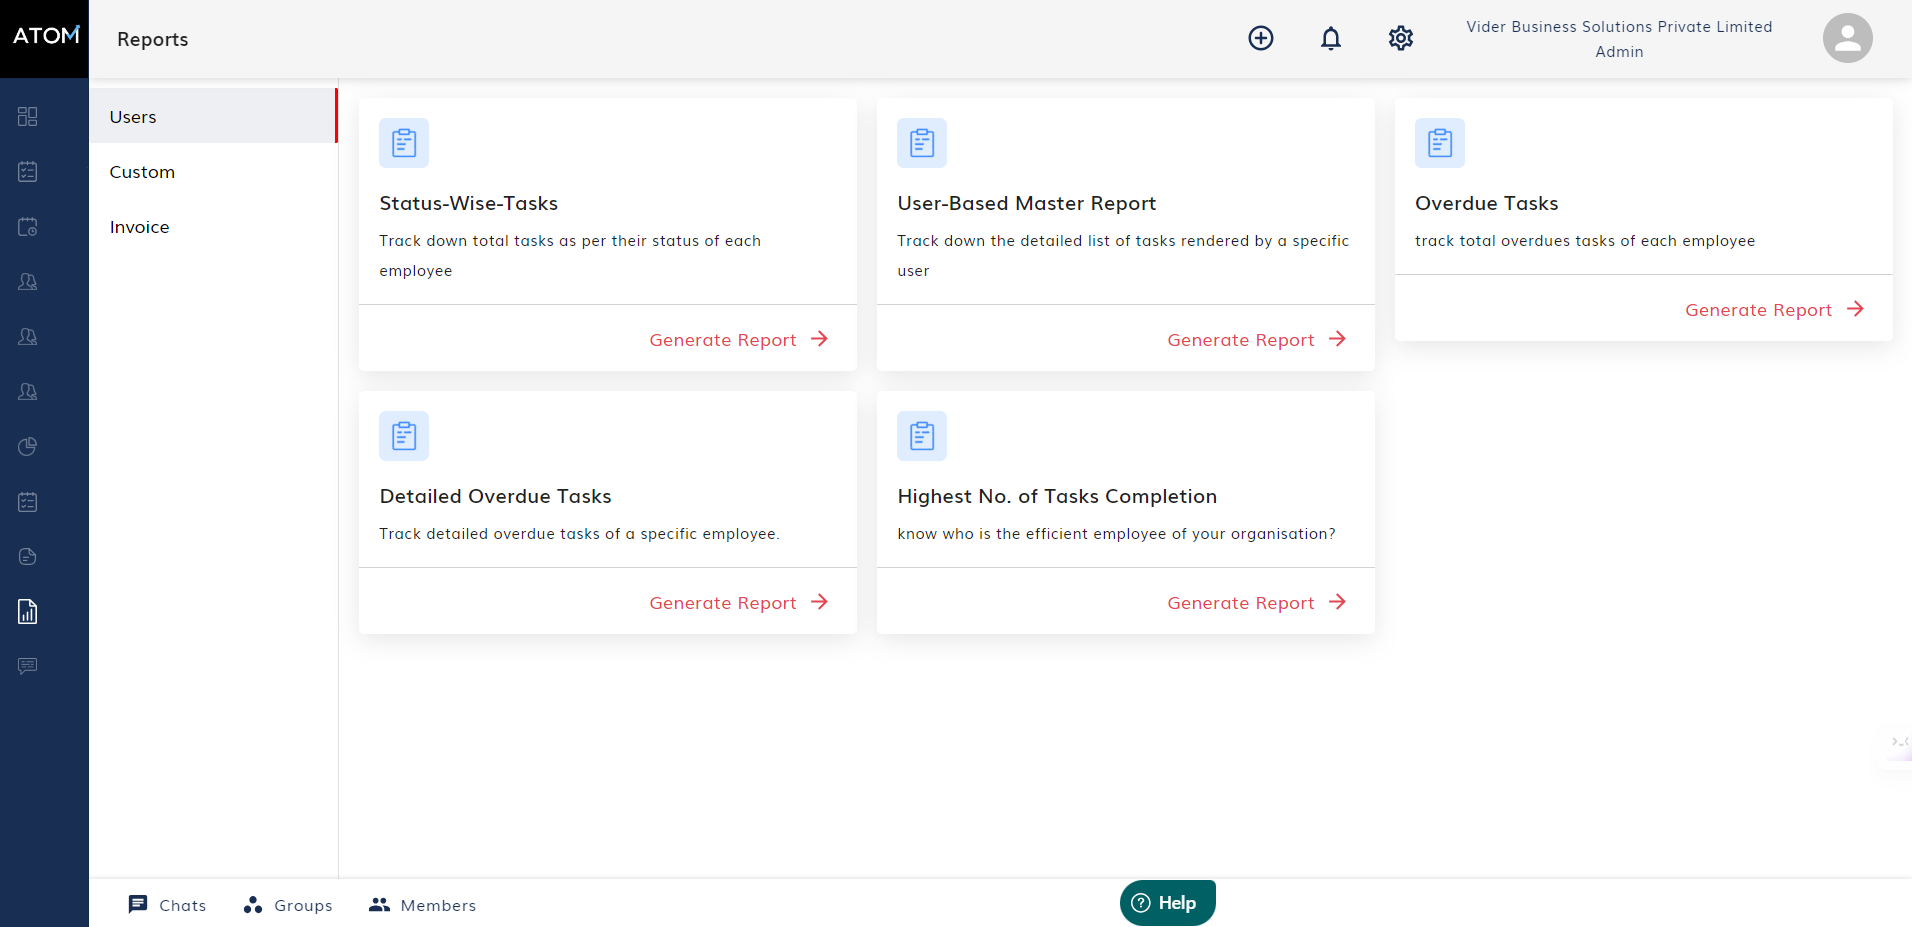 ATOM
Reports
Vider Business Solutions Private Limited
Admin
Users
Custom
Invoice
Status-Wise-Tasks
Track down total tasks as per their status of each
employee
Generate Report
User-Based Master Report
Track down the detailed list of tasks rendered by a specific
user
Generate Report
Overdue Tasks
track total overdues tasks of each employee
Generate Report
Detailed Overdue Tasks
Track detailed overdue tasks of a specific employee.
Generate Report
Highest No. of Tasks Completion
know who is the efficient employee of your organisation?
Generate Report
Chats
Groups
Members
Help